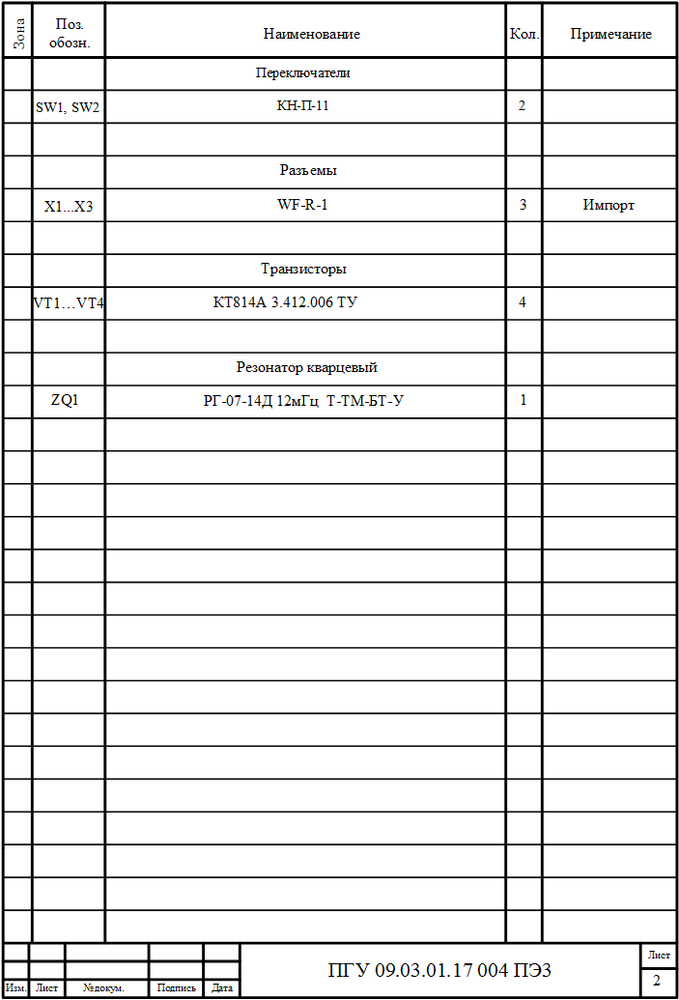 Зона
Поз. обозн.
Наименование
Кол.
Примечание
Переключатели
SW1, SW2
КН-П-11
2
Разъемы
X1...X3
WF-R-1
3
Импорт
Транзисторы
VT1…VT4
КТ814А 3.412.006 ТУ
4
Резонатор кварцевый
ZQ1
РГ-07-14Д 12мГц  Т-ТМ-БТ-У
1
Изм.
Лист
№докум.
Подпись
Дата
ПГУ 09.03.01.17 004 ПЭ3
Лист
2